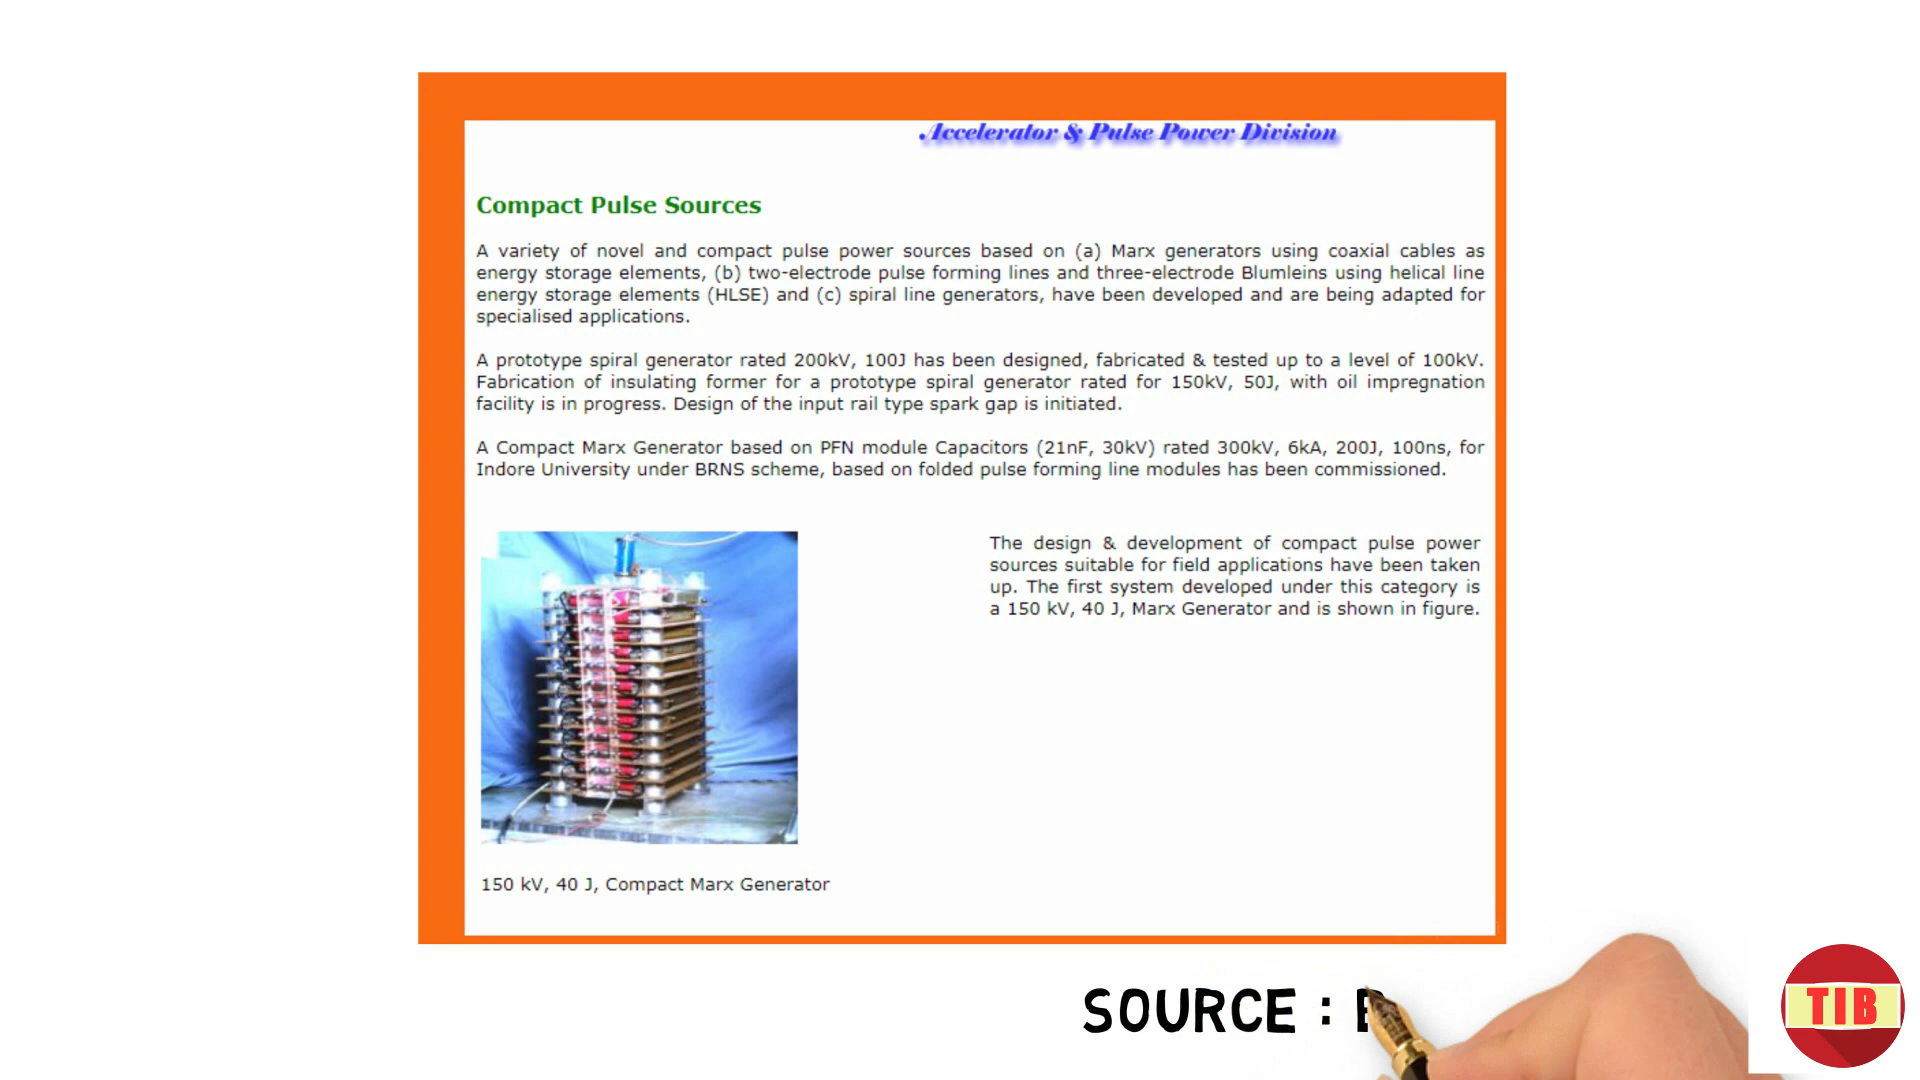 Accelerator & Pulse Power Division
Compact Pulse Sources
A variety of novel and compact pulse power sources based on (a) Marx generators using coaxial cables as
energy storage elements, (b) two-electrode pulse forming lines and three-electrode Blumleins using helical line
energy storage elements (HLSE) and (c) spiral line generators, have been developed and are being adapted for
specialised applications.
A prototype spiral generator rated 200kV, 100J has been designed, fabricated & tested up to a level of 100kV.
Fabrication of insulating former for a prototype spiral generator rated for 150kV, 50J, with oil impregnation
facility is in progress. Design of the input rail type spark gap is initiated.
A Compact Marx Generator based on PFN module Capacitors (21nF, 30kV) rated 300kV, 6kA, 200J, 100ns, for
Indore University under BRNS scheme, based on folded pulse forming line modules has been commissioned.
The design & development of compact pulse power
sources suitable for field applications have been taken
up. The first system developed under this category is
a 150 kV, 40 J, Marx Generator and is shown in figure.
150 kV, 40 J, Compact Marx Generator
SOURCE :
TIB